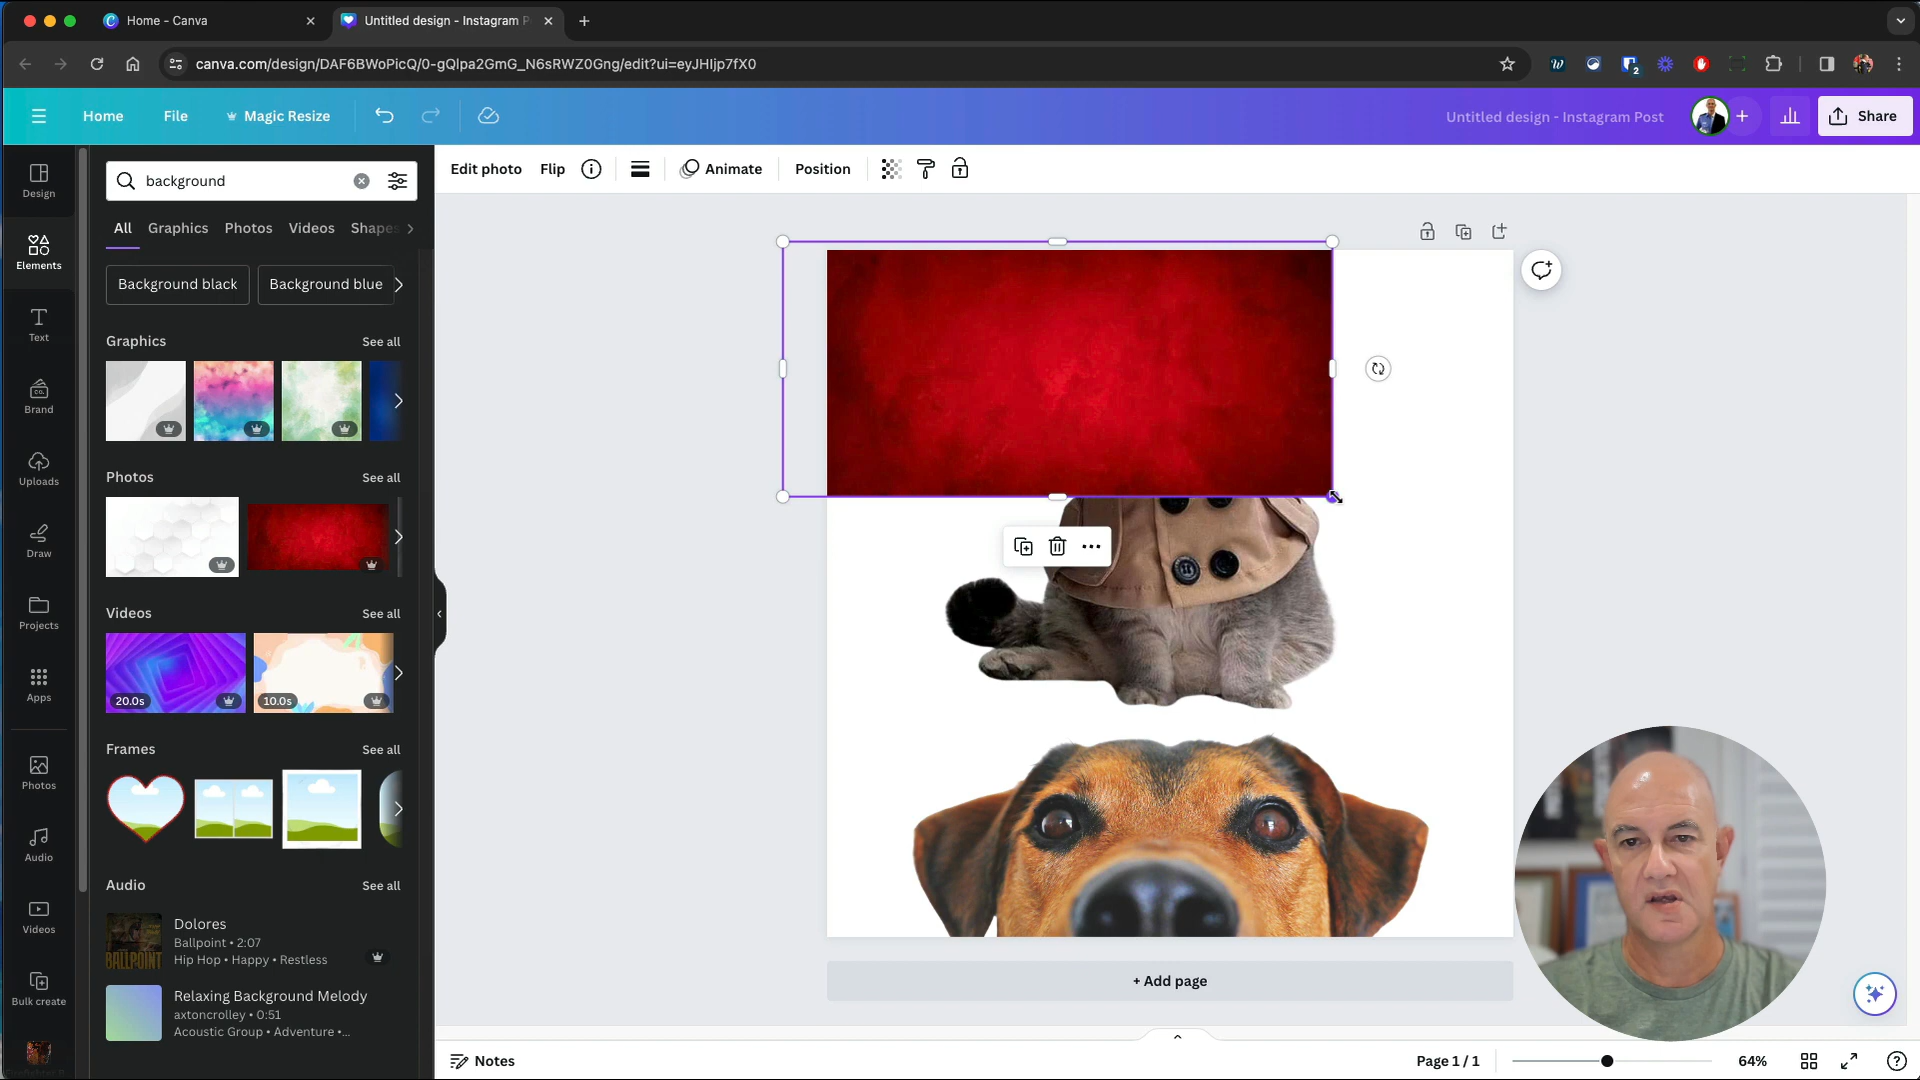 Home - Canva
Untitled design - Instagram P
canva.com/design/DAF6BWoPicQ/0-gQlpa2GmG_N6sRWZ0Gng/edit?ui=eyJHIjp7fX0
2
Home
File
Magic Resize
Untitled design - Instagram Post
Share
Design
Elements
Text
Brand
Uploads
Draw
Projects
Apps
Photos
Audio
Videos
Bulk create
background
All
Graphics
Photos
Videos
Shapes
Background black
Background blue
Graphics
See all
Photos
See all
Videos
See all
20.0s
10.0s
Frames
See all
Audio
See all
BALLPOINT
Dolores
Ballpoint • 2:07
Hip Hop • Happy • Restless
Relaxing Background Melody
axtoncrolley • 0:51
Acoustic Group • Adventure •...
Edit photo
Flip
Animate
Position
+ Add page
Notes
Page 1 / 1
64%